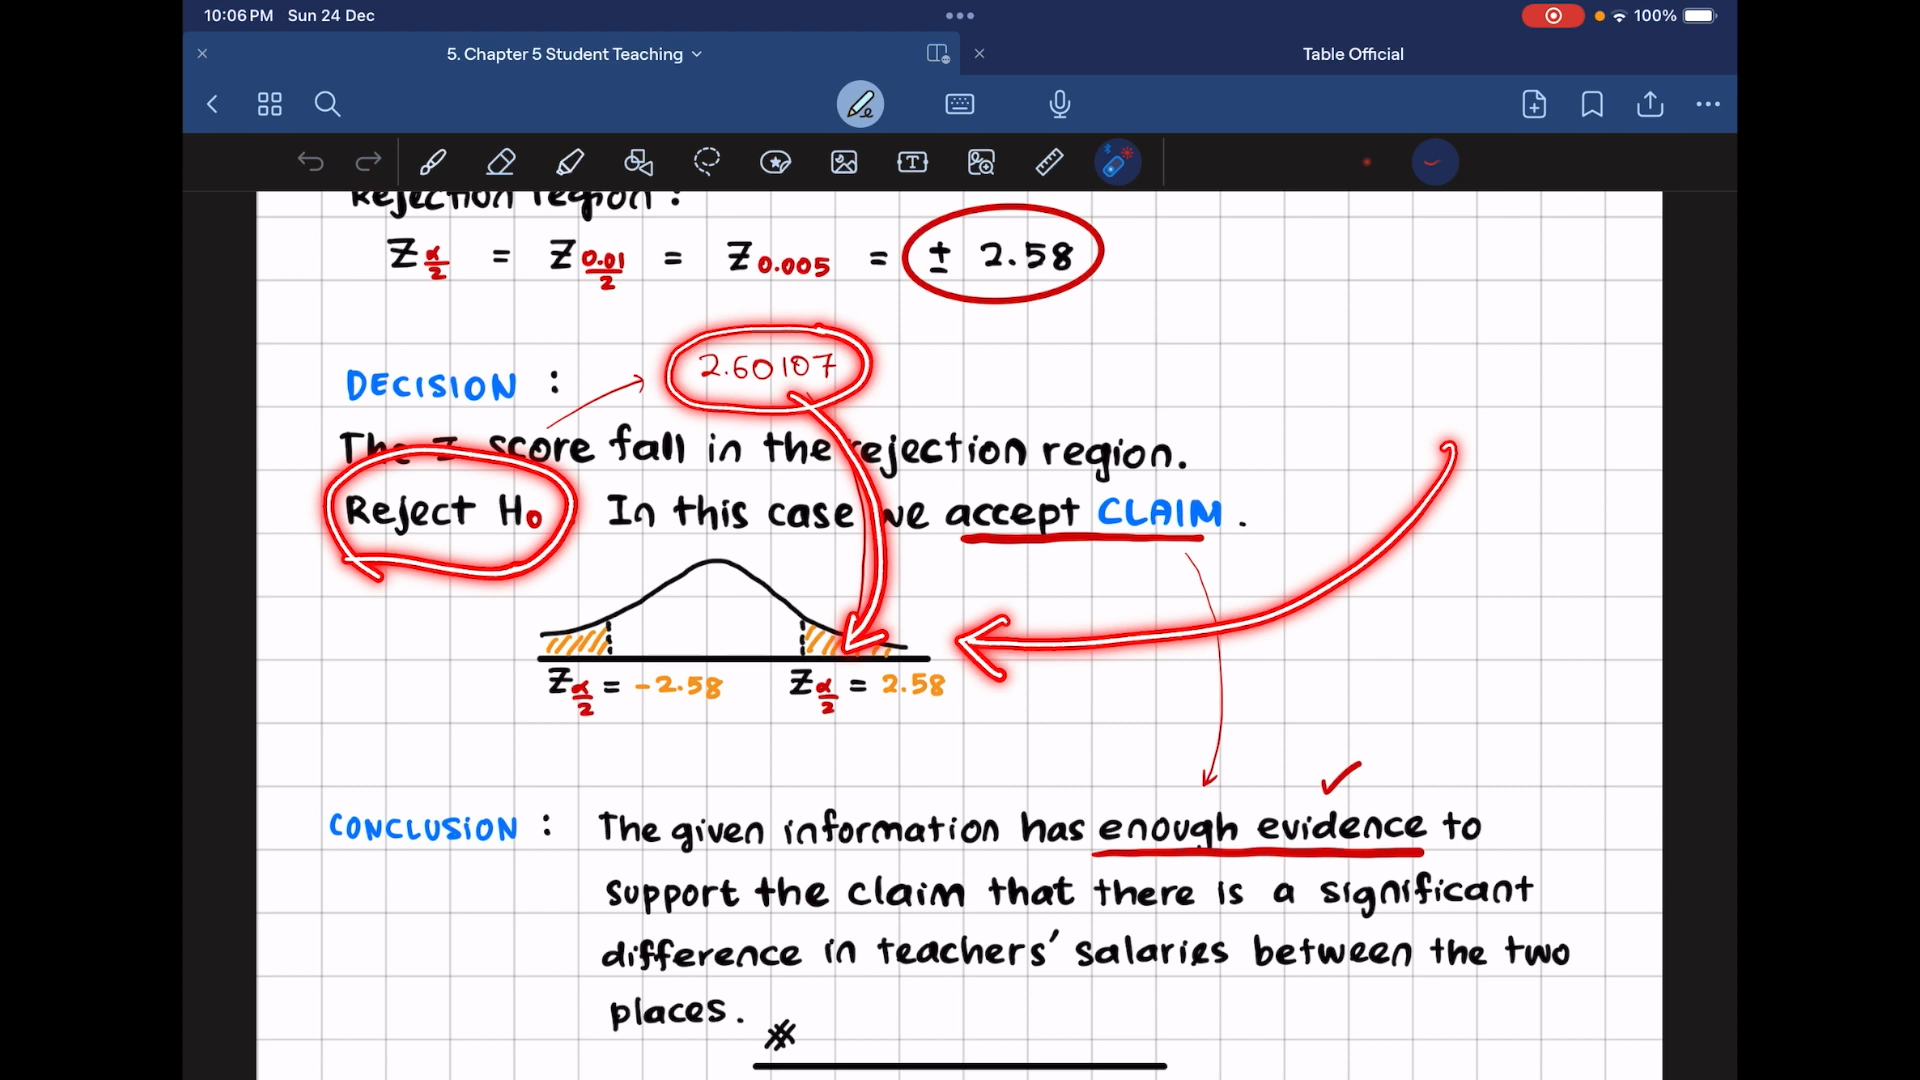 10:06 PM Sun 24 Dec
100%
5. Chapter 5 Student Teaching
Table Official
Rejection region :
Zα/2 = Z0.01/2 = Z0.005 = ± 2.58
2.60107
DECISION :
The Z score fall in the rejection region.
Reject H0 In this case we accept CLAIM .
Zα/2 = -2.58 Zα/2 = 2.58
CONCLUSION : The given information has enough evidence to
support the claim that there is a significant
difference in teachers' salaries between the two
places.